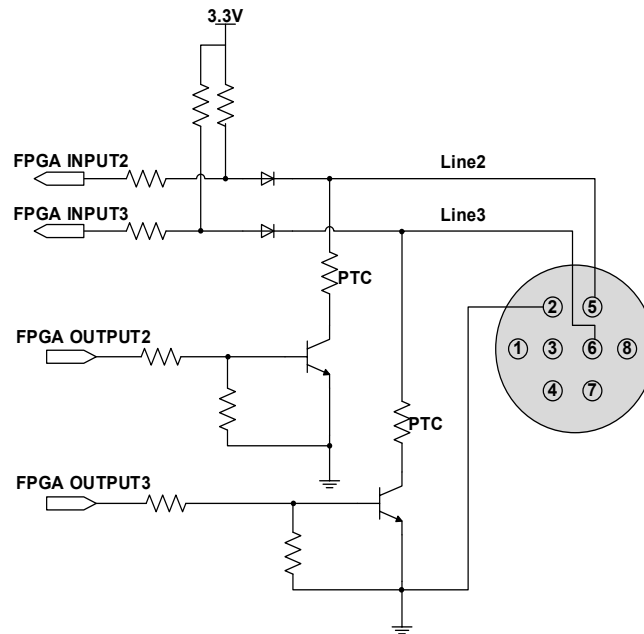 3.3V
FPGA INPUT2
Line2
FPGA INPUT3
Line3
PTC
2
5
FPGA OUTPUT2
1
3
6
8
4
7
PTC
FPGA OUTPUT3